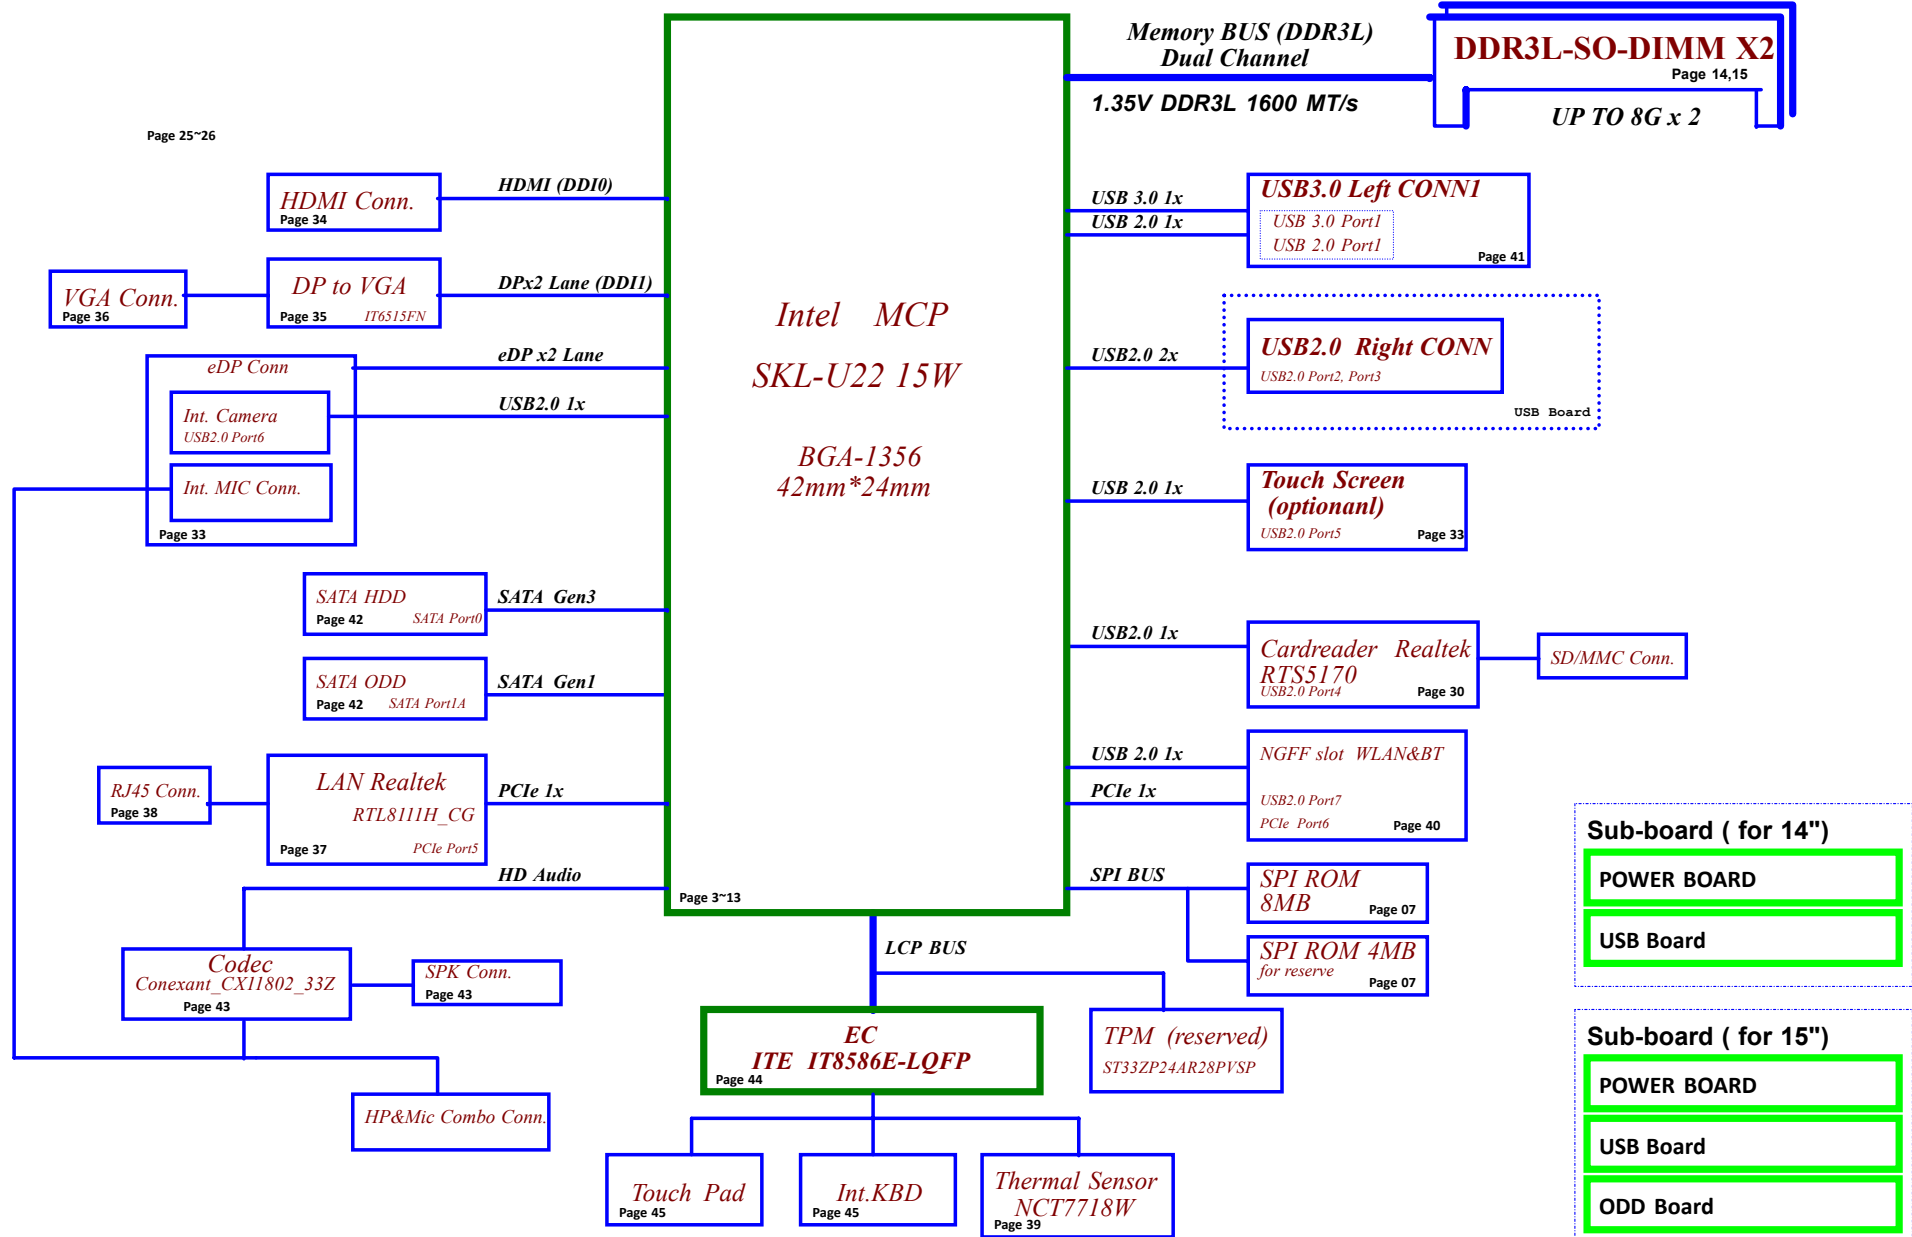 Memory BUS (DDR3L)
Dual Channel
1.35V DDR3L 1600 MT/s
DDR3L-SO-DIMM X2
Page 14,15
UP TO 8G x 2
Page 25~26
HDMI Conn.
Page 34
HDMI (DDI0)
VGA Conn.
Page 36
DP to VGA
Page 35 IT6515FN
DPx2 Lane (DDI1)
eDP Conn
eDP x2 Lane
Int. Camera
USB2.0 Port6
USB2.0 1x
Int. MIC Conn.
Page 33
SATA HDD
Page 42 SATA Port0
SATA Gen3
SATA ODD
Page 42 SATA Port1A
SATA Gen1
RJ45 Conn.
Page 38
LAN Realtek
RTL8111H_CG
Page 37 PCIe Port5
PCIe 1x
HD Audio
Codec
Conexant_CX11802_33Z
Page 43
SPK Conn.
Page 43
HP&Mic Combo Conn.
Intel MCP
SKL-U22 15W
BGA-1356
42mm*24mm
Page 3~13
LCP BUS
EC
ITE IT8586E-LQFP
Page 44
TPM (reserved)
ST33ZP24AR28PVSP
Touch Pad
Page 45
Int.KBD
Page 45
Thermal Sensor
NCT7718W
Page 39
USB 3.0 1x
USB 2.0 1x
USB3.0 Left CONN1
USB 3.0 Port1
USB 2.0 Port1
Page 41
USB2.0 2x
USB2.0 Right CONN
USB2.0 Port2, Port3
USB Board
USB 2.0 1x
Touch Screen
(optionanl)
USB2.0 Port5 Page 33
USB2.0 1x
Cardreader Realtek
RTS5170
USB2.0 Port4 Page 30
SD/MMC Conn.
USB 2.0 1x
PCIe 1x
NGFF slot WLAN&BT
USB2.0 Port7
PCIe Port6 Page 40
SPI BUS
SPI ROM
8MB
Page 07
SPI ROM 4MB
for reserve
Page 07
Sub-board ( for 14")
POWER BOARD
USB Board
Sub-board ( for 15")
POWER BOARD
USB Board
ODD Board